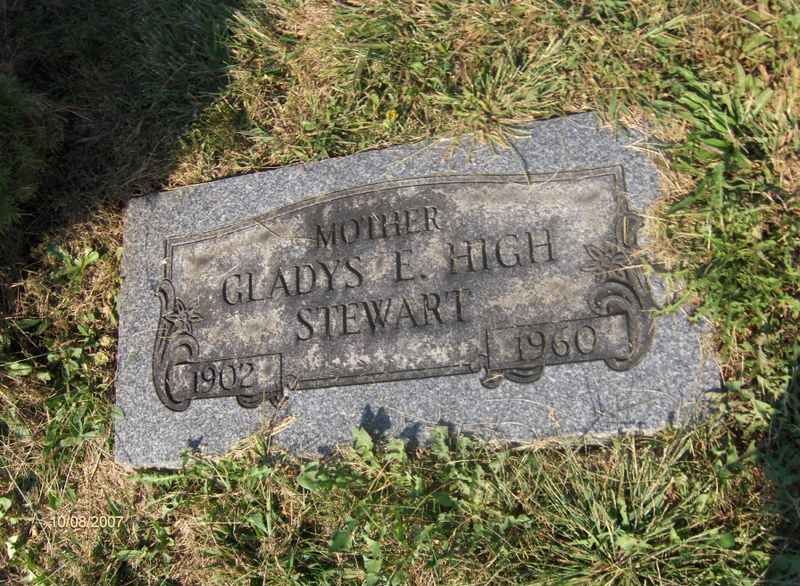 MOTHER
GLADYS E. HIGH
STEWART
1902 1960
10/08/2007